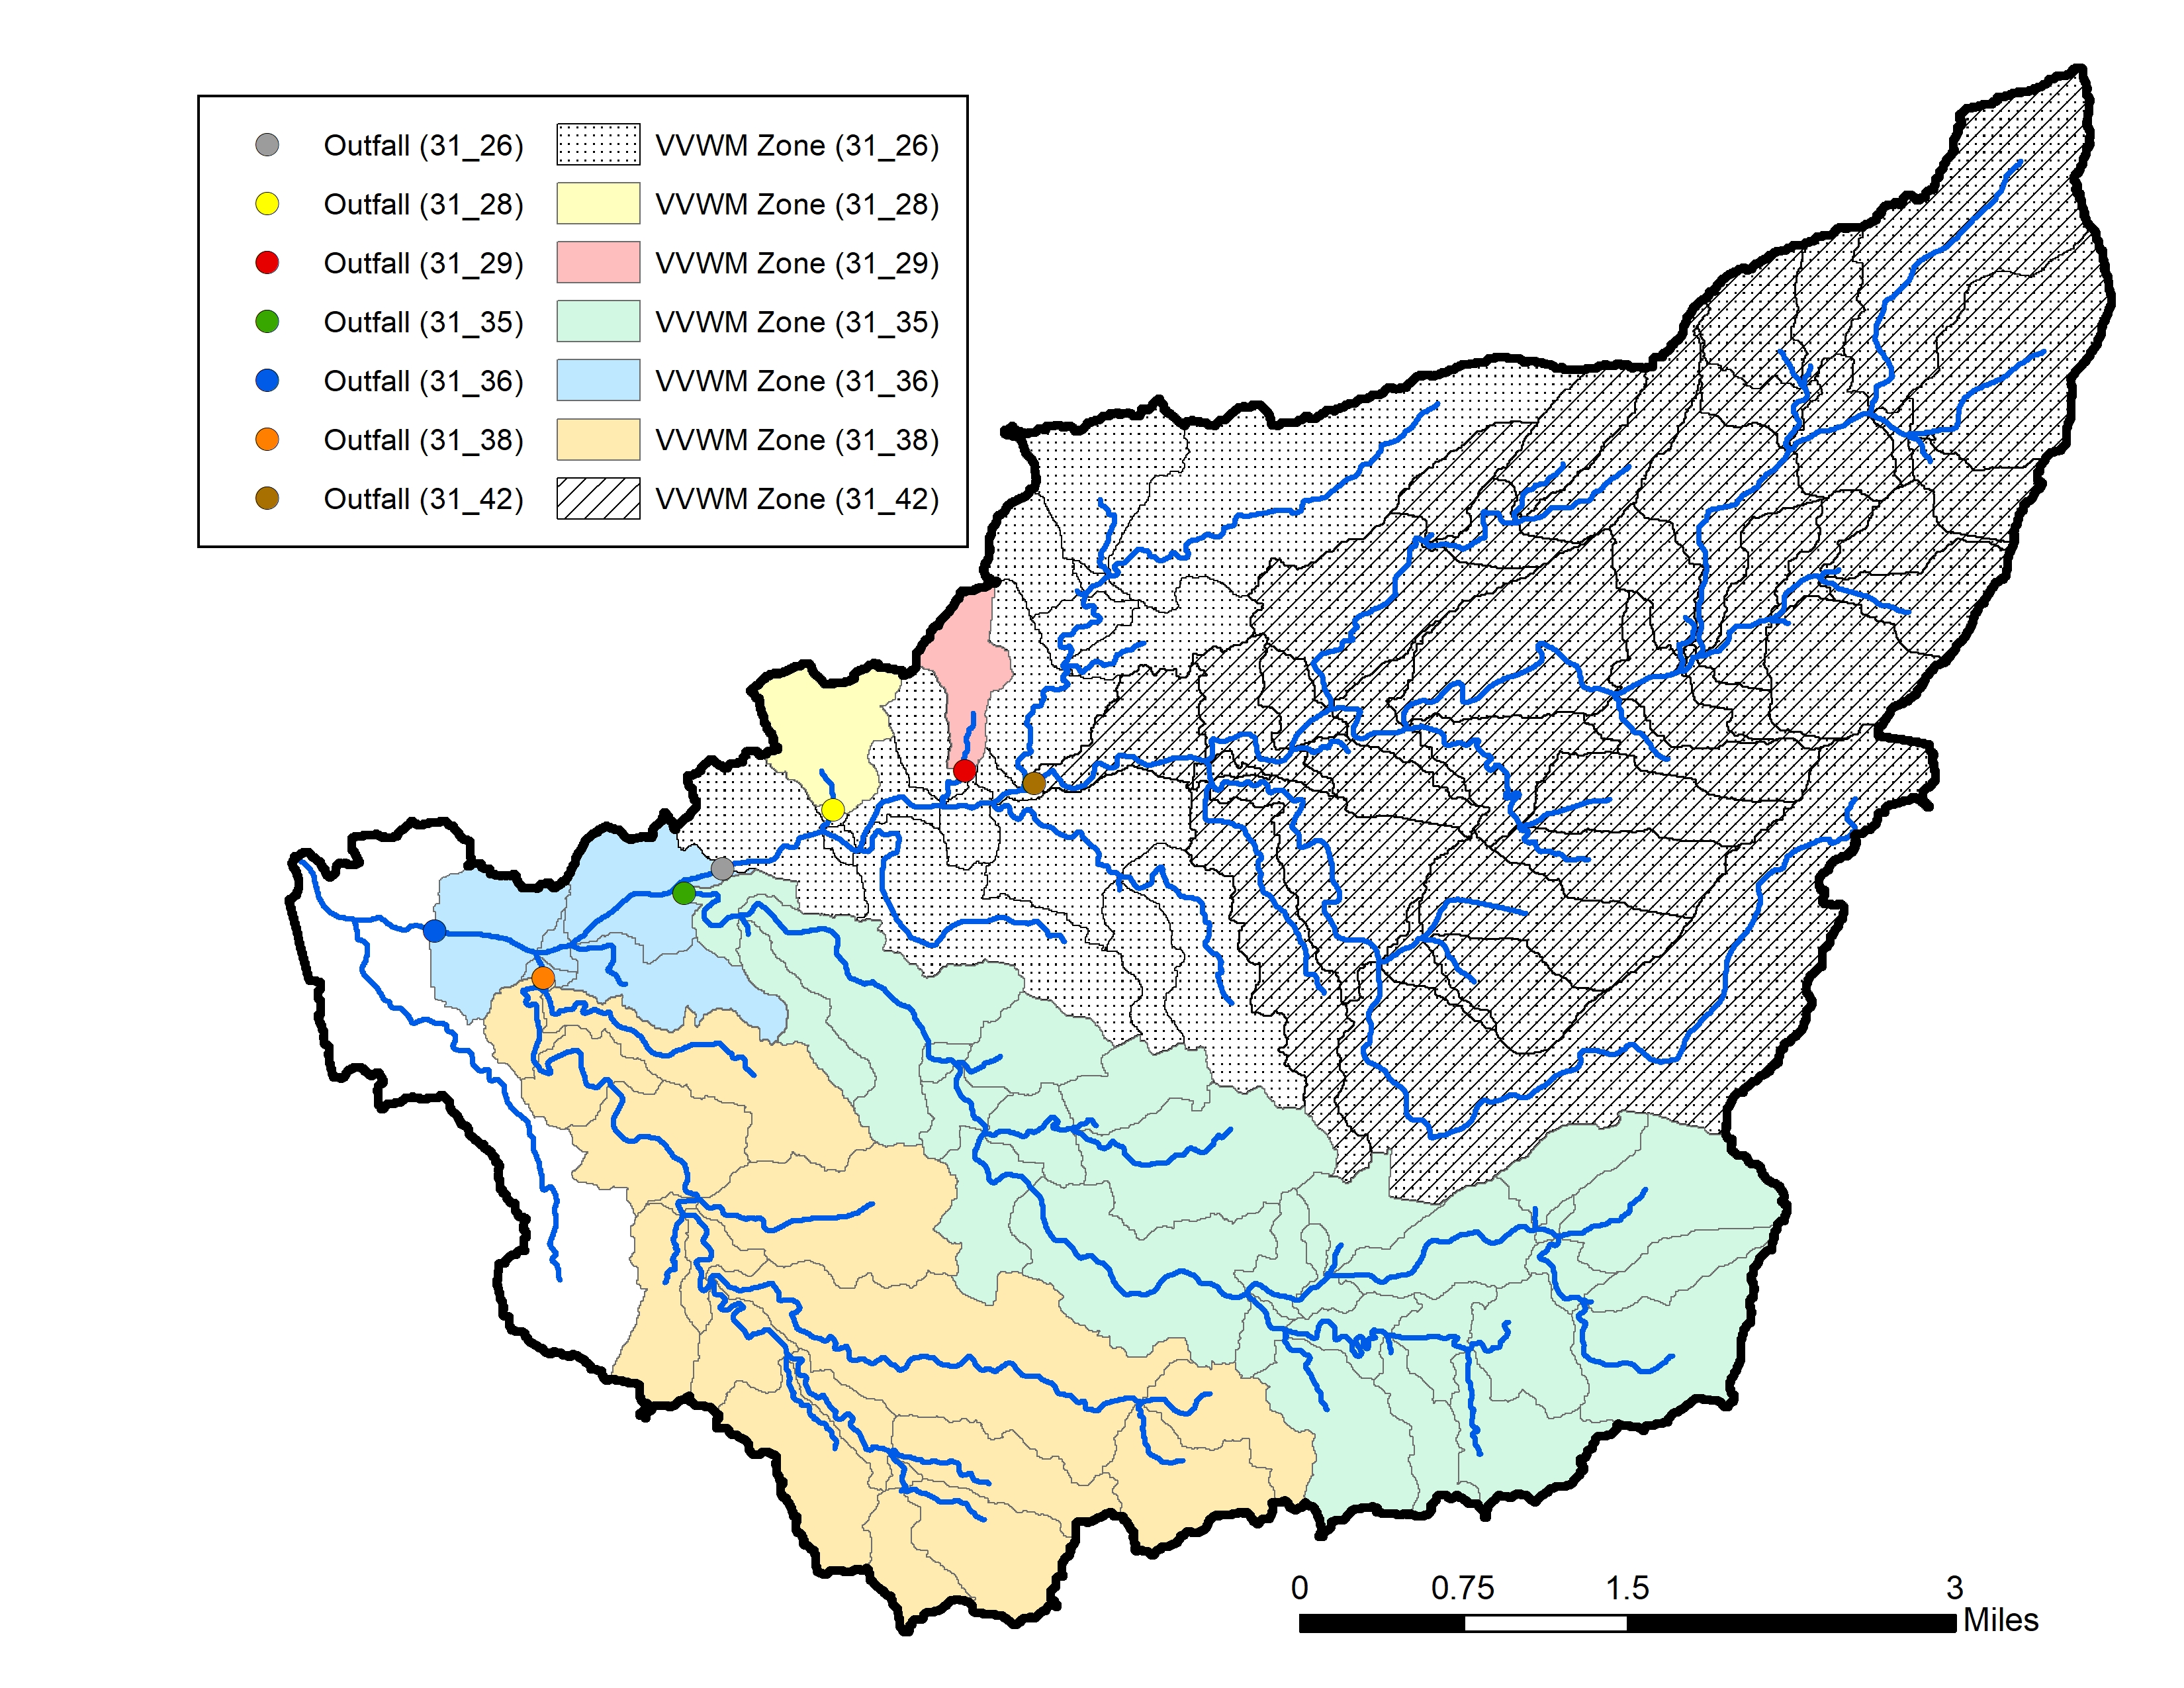 Outfall (31_26) VVWM Zone (31_26)
Outfall (31_28) VVWM Zone (31_28)
Outfall (31_29) VVWM Zone (31_29)
Outfall (31_35) VVWM Zone (31_35)
Outfall (31_36) VVWM Zone (31_36)
Outfall (31_38) VVWM Zone (31_38)
Outfall (31_42) VVWM Zone (31_42)
0 0.75 1.5 3
Miles